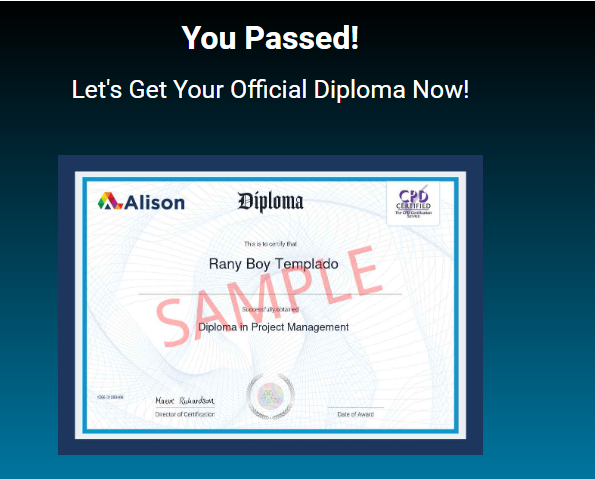 You Passed!
Let's Get Your Official Diploma Now!
Alison
Diploma
CPD
CERTIFIED
The CPD Certification
Service
This is to certify that
Rany Boy Templado
SAMPLE
Successfully obtained
Diploma in Project Management
Maeve Richardson
Director of Certification
Date of Award